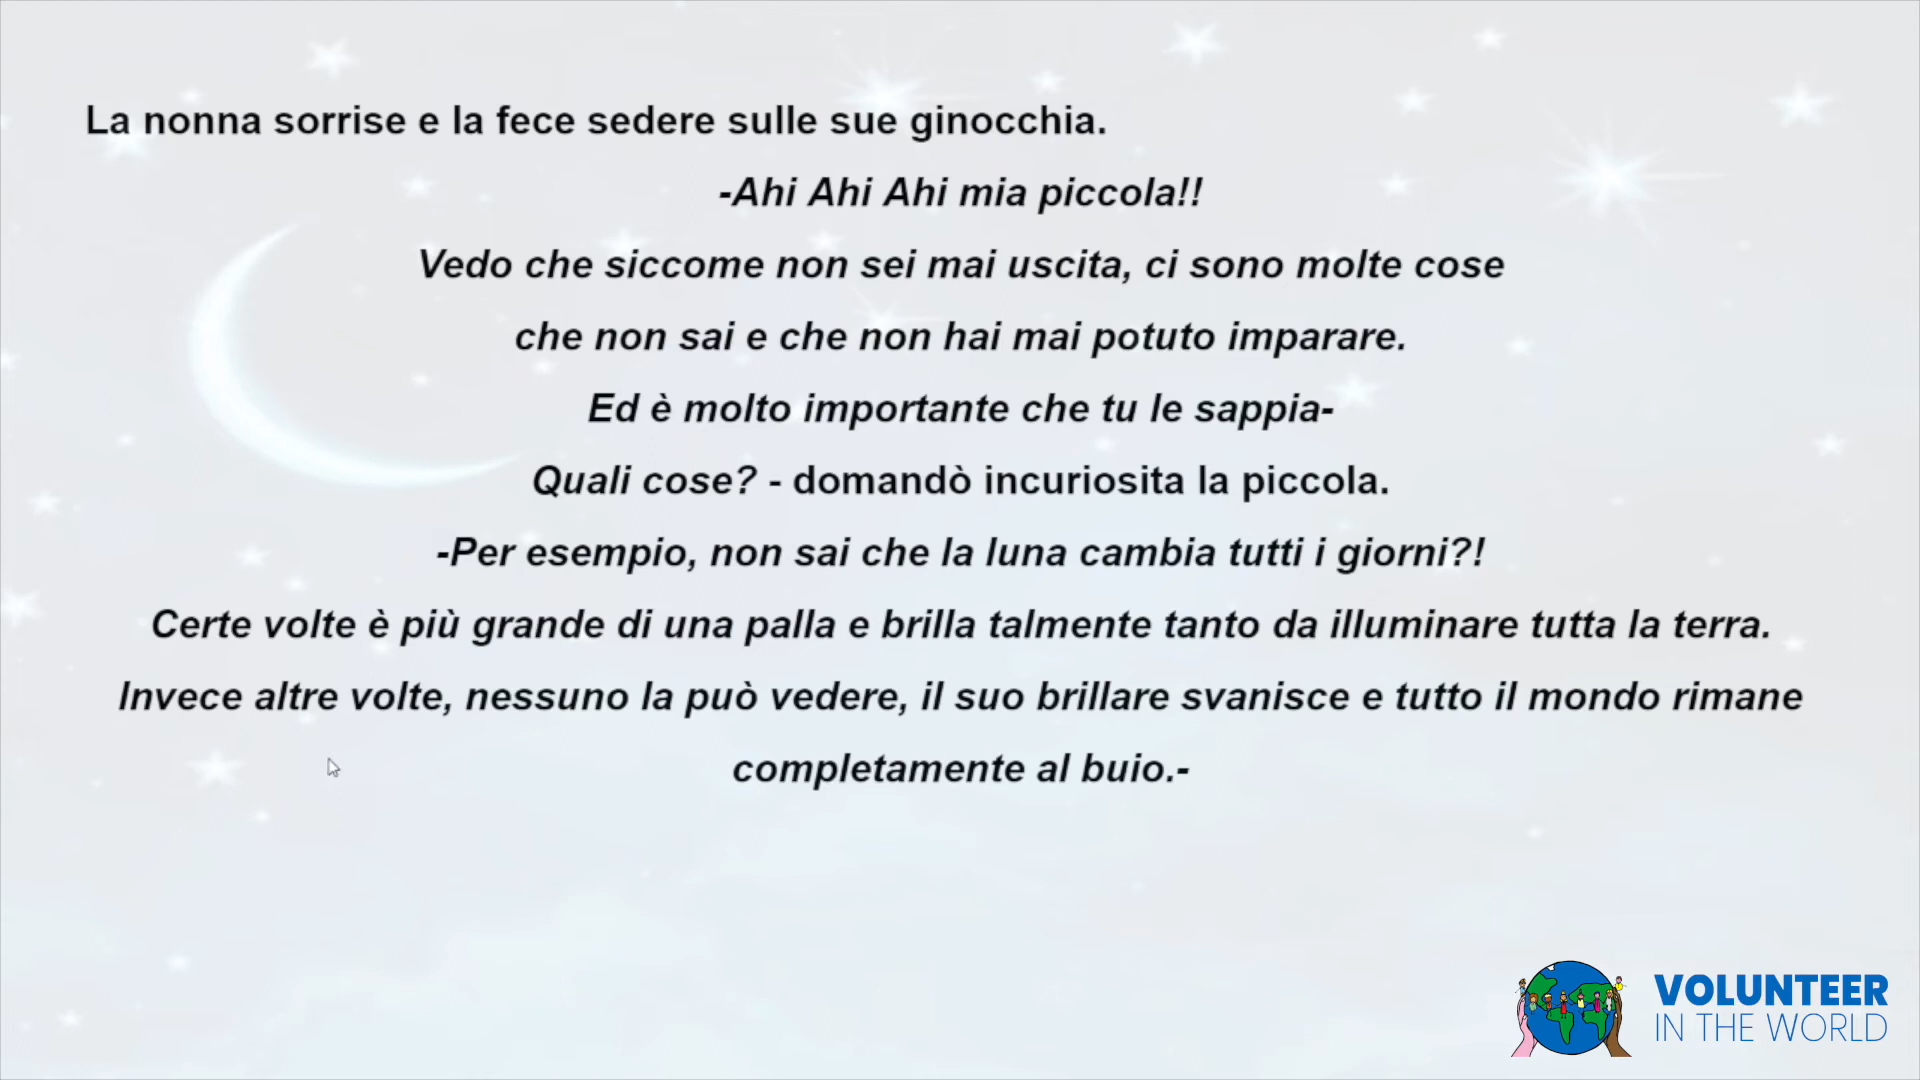 La nonna sorrise e la fece sedere sulle sue ginocchia.
-Ahi Ahi Ahi mia piccola!!
Vedo che siccome non sei mai uscita, ci sono molte cose
che non sai e che non hai mai potuto imparare.
Ed è molto importante che tu le sappia-
Quali cose? - domandò incuriosita la piccola.
-Per esempio, non sai che la luna cambia tutti i giorni?!
Certe volte è più grande di una palla e brilla talmente tanto da illuminare tutta la terra.
Invece altre volte, nessuno la può vedere, il suo brillare svanisce e tutto il mondo rimane
completamente al buio.-
VOLUNTEER
IN THE WORLD